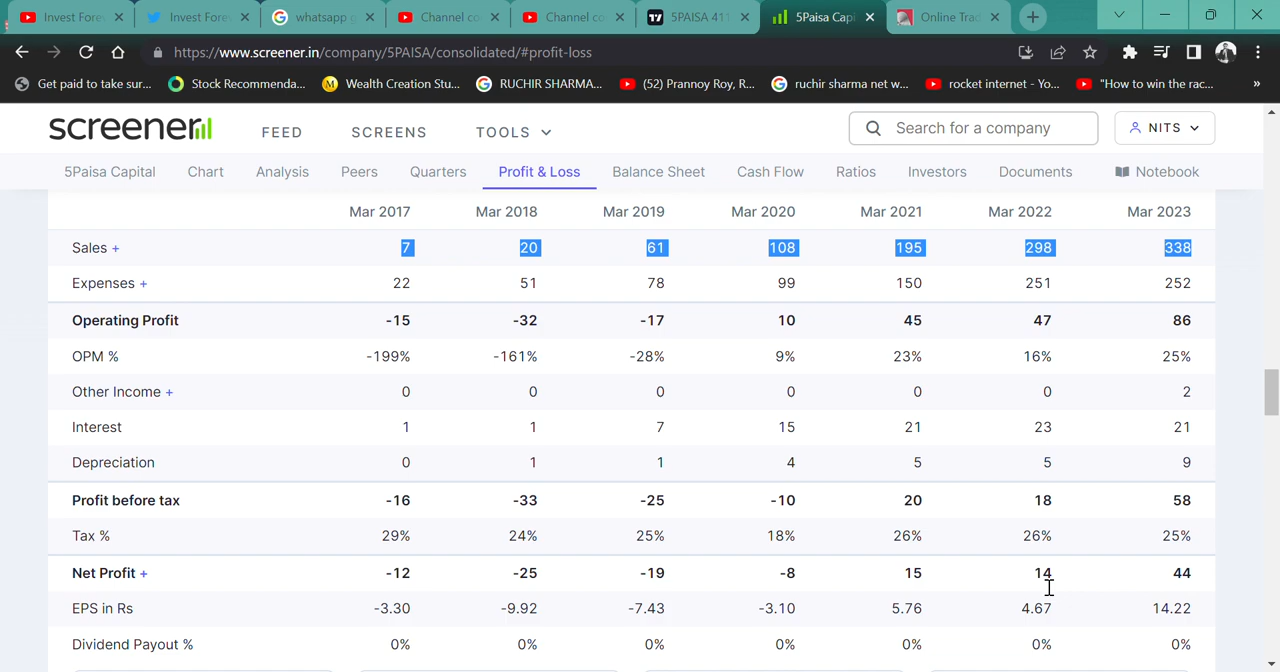 Invest Forev
Invest Forev
whatsapp g
Channel co
Channel co
5PAISA 411
5Paisa Capi
Online Trad
https://www.screener.in/company/5PAISA/consolidated/#profit-loss
Get paid to take sur...
Stock Recommenda...
Wealth Creation Stu...
RUCHIR SHARMA...
(52) Prannoy Roy, R...
ruchir sharma net w...
rocket internet - Yo...
"How to win the rac...
»
screener
FEED
SCREENS
TOOLS
Search for a company
NITS
5Paisa Capital
Chart
Analysis
Peers
Quarters
Profit & Loss
Balance Sheet
Cash Flow
Ratios
Investors
Documents
Notebook
Mar 2017 Mar 2018 Mar 2019 Mar 2020 Mar 2021 Mar 2022 Mar 2023
Sales + 7 20 61 108 195 298 338
Expenses + 22 51 78 99 150 251 252
Operating Profit -15 -32 -17 10 45 47 86
OPM % -199% -161% -28% 9% 23% 16% 25%
Other Income + 0 0 0 0 0 0 2
Interest 1 1 7 15 21 23 21
Depreciation 0 1 1 4 5 5 9
Profit before tax -16 -33 -25 -10 20 18 58
Tax % 29% 24% 25% 18% 26% 26% 25%
Net Profit + -12 -25 -19 -8 15 14 44
EPS in Rs -3.30 -9.92 -7.43 -3.10 5.76 4.67 14.22
Dividend Payout % 0% 0% 0% 0% 0% 0% 0%